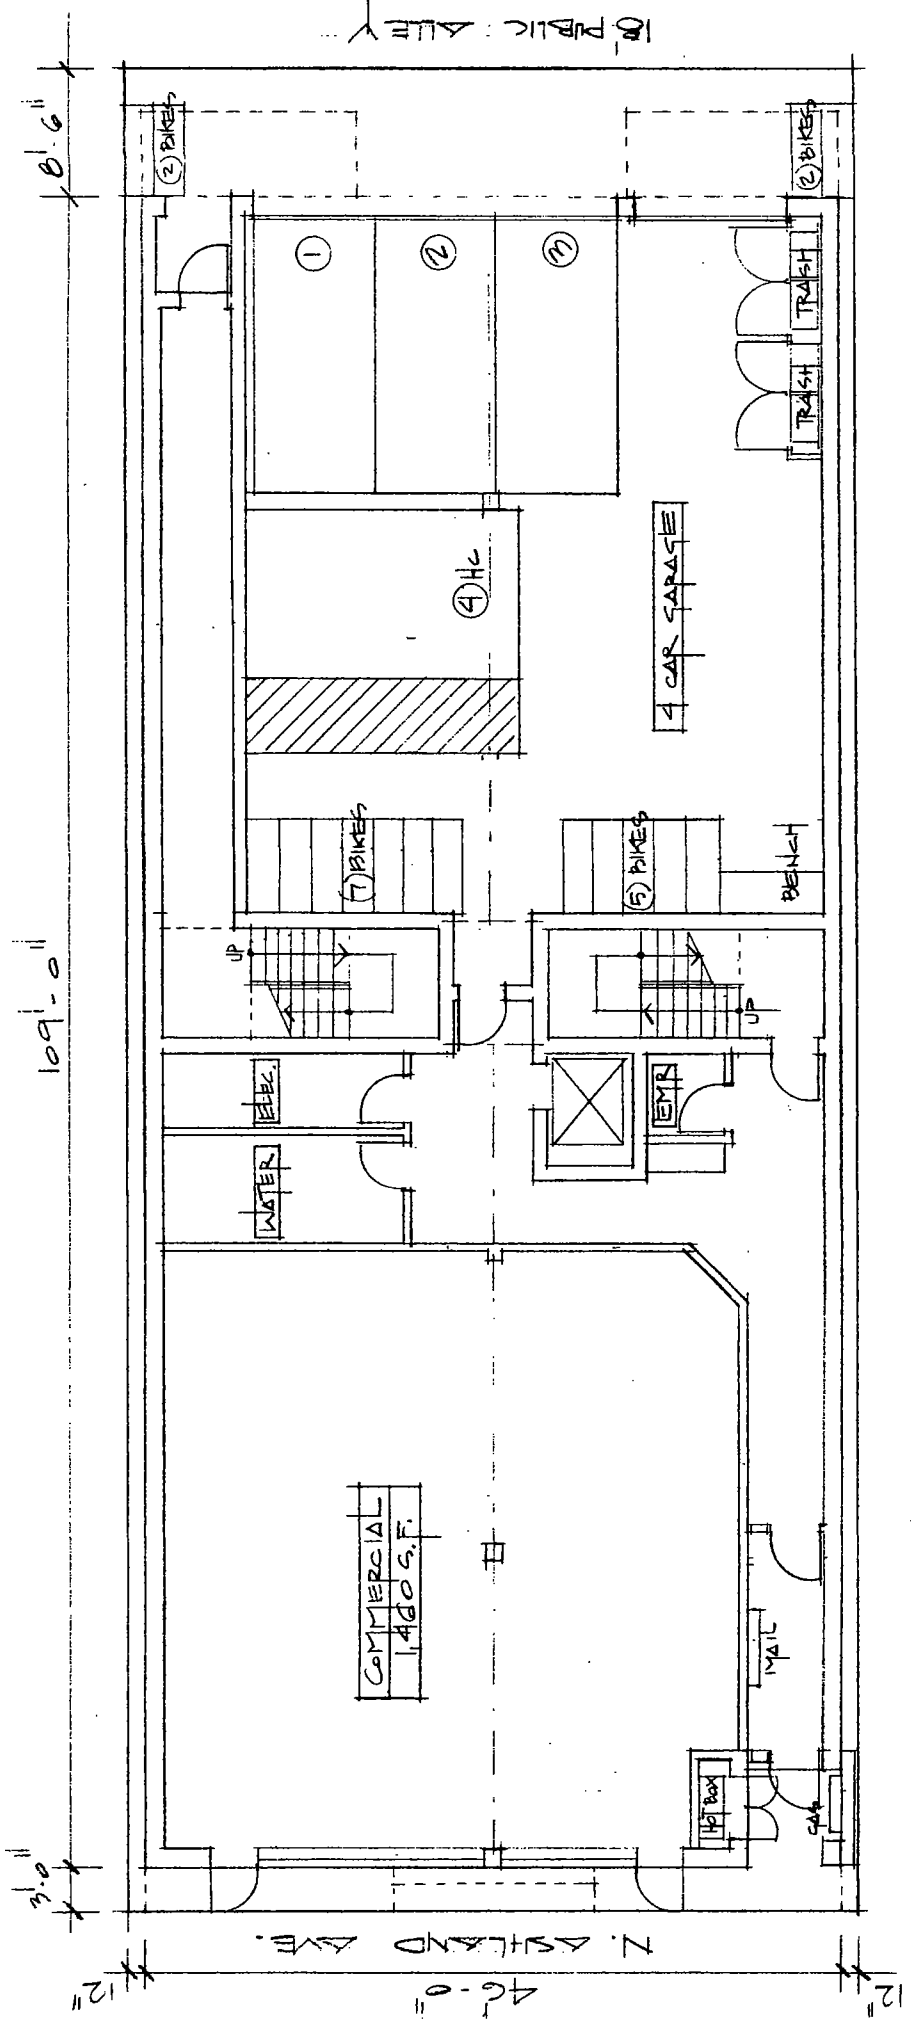 PUBLIC ALLEY
8'-6"
109'-0"
3'-0"
(2) BIKES
(2) BIKES
1
2
3
4 HC
TRASH
TRASH
4 CAR GARAGE
(7) BIKES
(5) BIKES
BENCH
UP
UP
ELEC.
WATER
EMR
COMMERCIAL
1,460 S.F.
MAIL
HOT BOX
GAS
N. ASHLAND AVE.
12"
46'-0"
12"